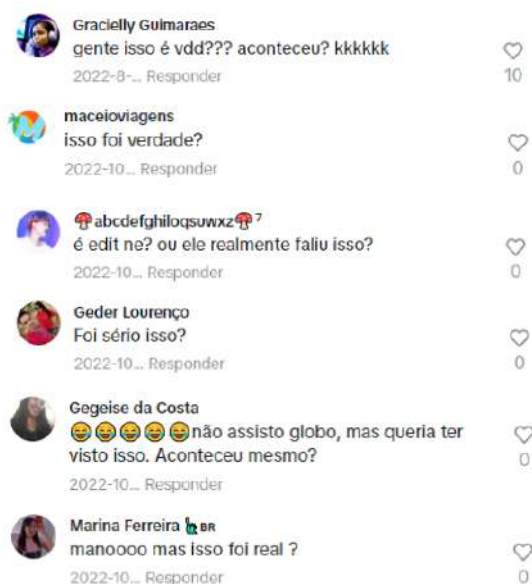 Gracielly Guimaraes
gente isso é vdd??? aconteceu? kkkkkk
2022-8-... Responder
10
maceioviagens
isso foi verdade?
2022-10... Responder
0
🍄abcdefghiloqsuwxz🍄⁷
é edit ne? ou ele realmente faliu isso?
2022-10... Responder
0
Geder Lourenço
Foi sério isso?
2022-10... Responder
0
Gegeise da Costa
😂😂😂😂😂não assisto globo, mas queria ter
visto isso. Aconteceu mesmo?
2022-10... Responder
0
Marina Ferreira 🗽BR
manoooo mas isso foi real ?
2022-10... Responder
0